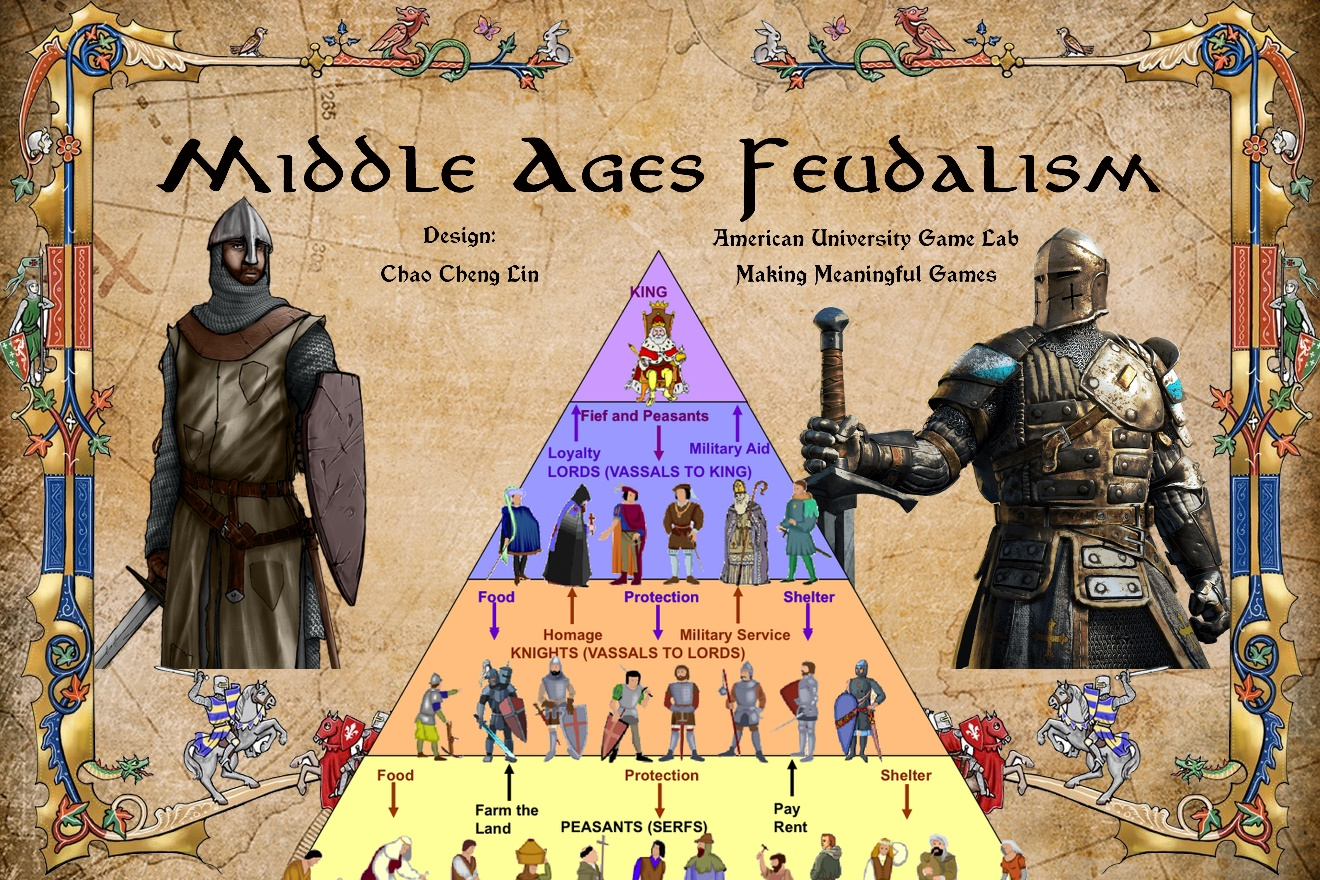 Middle Ages Feudalism
Design:
Chao Cheng Lin
American University Game Lab
Making Meaningful Games
KING
Fief and Peasants
Loyalty
Military Aid
LORDS (VASSALS TO KING)
Food
Protection
Shelter
Homage
Military Service
KNIGHTS (VASSALS TO LORDS)
Food
Protection
Shelter
Farm the
Land
Pay
Rent
PEASANTS (SERFS)
265